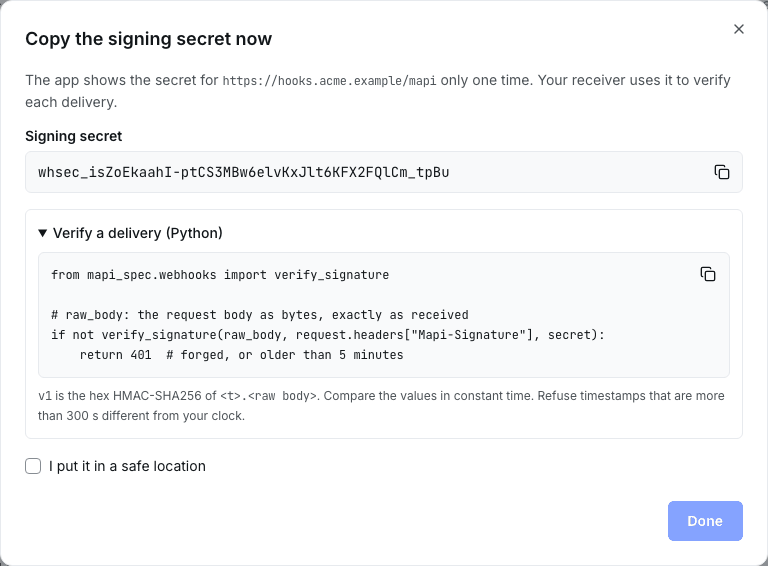 Copy the signing secret now
The app shows the secret for https://hooks.acme.example/mapi only one time. Your receiver uses it to verify
each delivery.
Signing secret
whsec_isZoEkaahI-ptCS3MBw6elvKxJlt6KFX2FQlCm_tpBu
▼ Verify a delivery (Python)
from mapi_spec.webhooks import verify_signature
# raw_body: the request body as bytes, exactly as received
if not verify_signature(raw_body, request.headers["Mapi-Signature"], secret):
    return 401  # forged, or older than 5 minutes
v1 is the hex HMAC-SHA256 of <t>.<raw body>. Compare the values in constant time. Refuse timestamps that are more
than 300 s different from your clock.
I put it in a safe location
Done